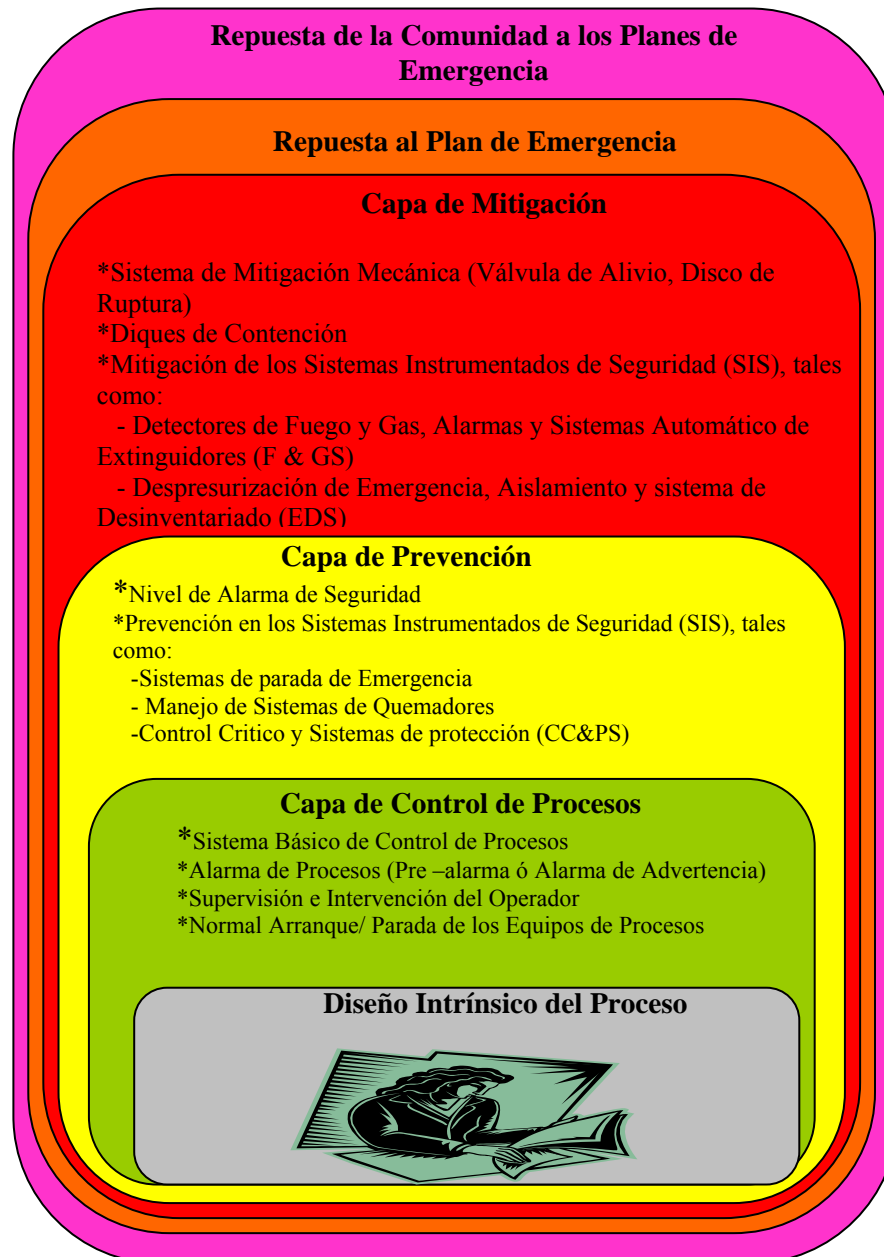 Repuesta de la Comunidad a los Planes de
Emergencia
Repuesta al Plan de Emergencia
Capa de Mitigación
*Sistema de Mitigación Mecánica (Válvula de Alivio, Disco de
Ruptura)
*Diques de Contención
*Mitigación de los Sistemas Instrumentados de Seguridad (SIS), tales
como:
- Detectores de Fuego y Gas, Alarmas y Sistemas Automático de
Extinguidores (F & GS)
- Despresurización de Emergencia, Aislamiento y sistema de
Desinventariado (EDS)
Capa de Prevención
*Nivel de Alarma de Seguridad
*Prevención en los Sistemas Instrumentados de Seguridad (SIS), tales
como:
-Sistemas de parada de Emergencia
- Manejo de Sistemas de Quemadores
-Control Critico y Sistemas de protección (CC&PS)
Capa de Control de Procesos
*Sistema Básico de Control de Procesos
*Alarma de Procesos (Pre –alarma ó Alarma de Advertencia)
*Supervisión e Intervención del Operador
*Normal Arranque/ Parada de los Equipos de Procesos
Diseño Intrínsico del Proceso